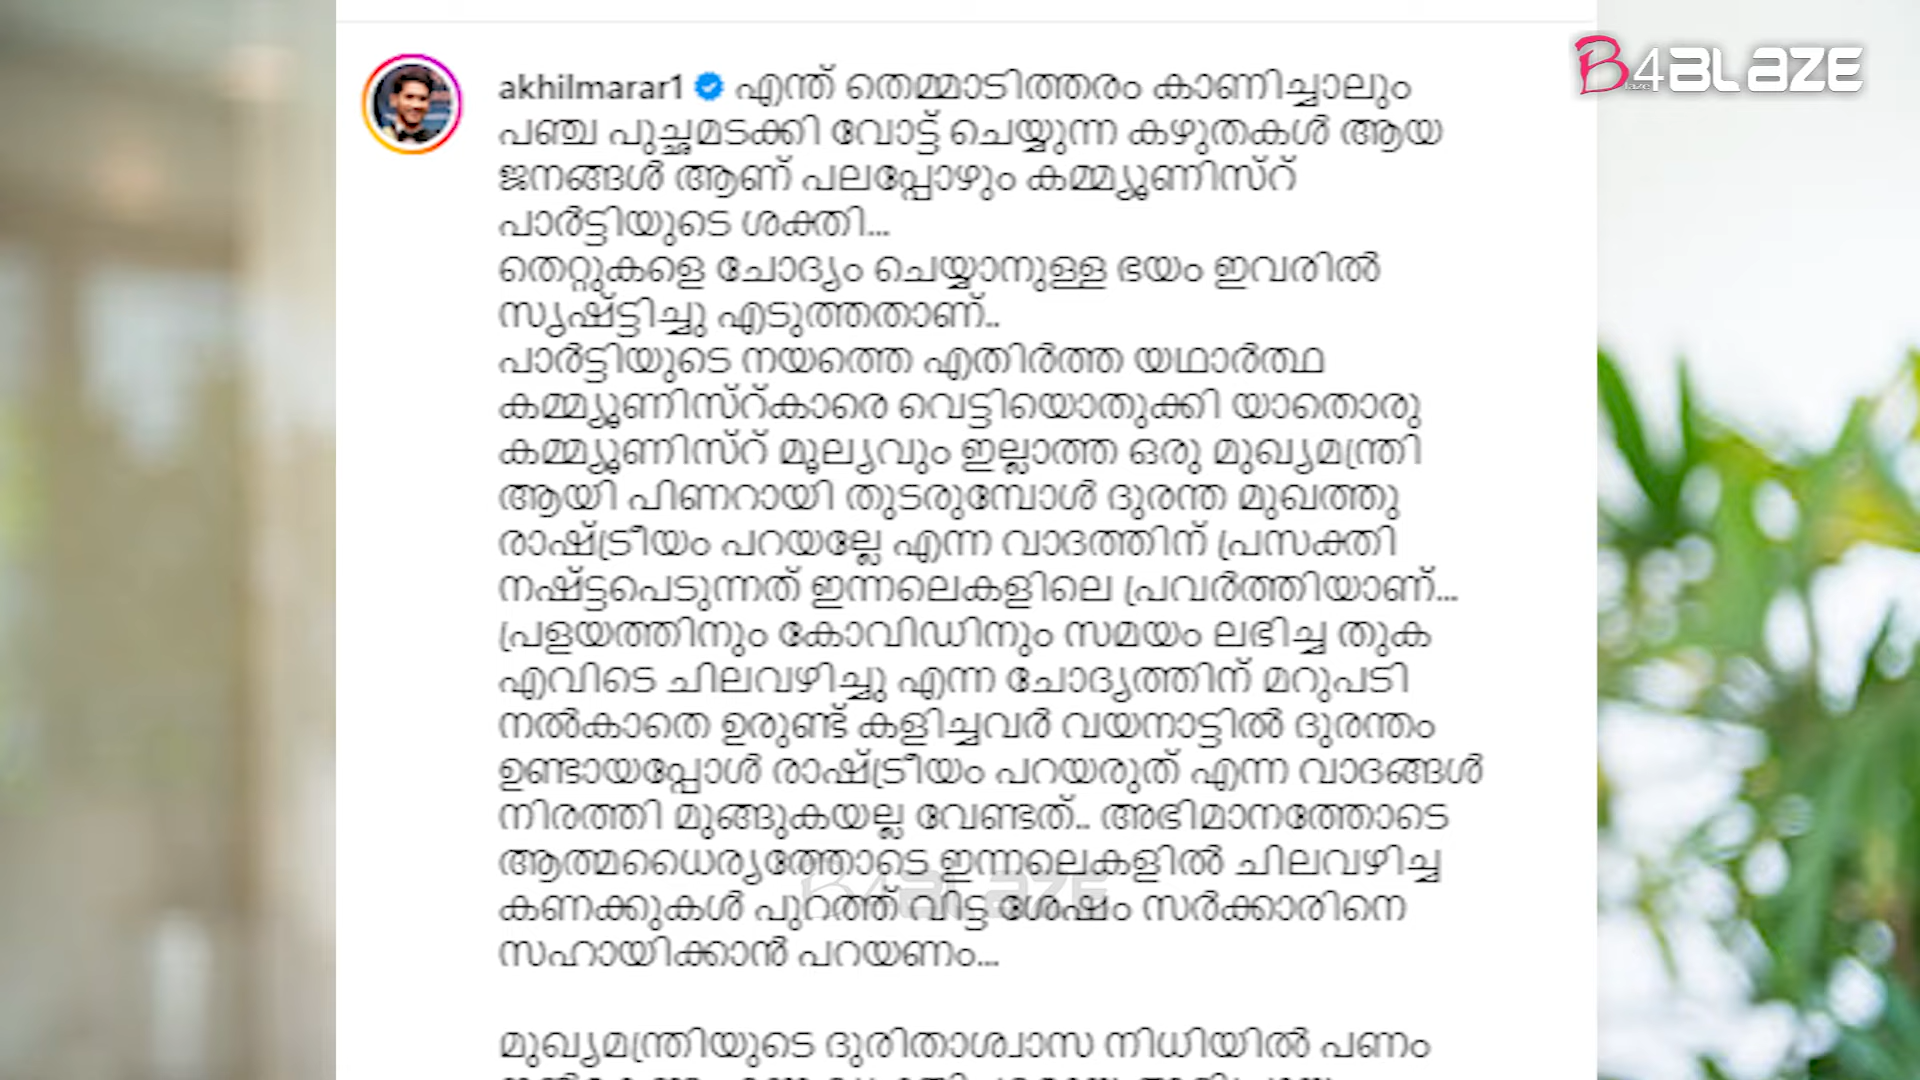 B4BLAZE
akhilmarar1 എന്ത് തെമ്മാടിത്തരം കാണിച്ചാലും
പഞ്ച പുച്ഛമടക്കി വോട്ട് ചെയ്യുന്ന കഴുതകൾ ആയ
ജനങ്ങൾ ആണ് പലപ്പോഴും കമ്മ്യൂണിസ്റ്
പാർട്ടിയുടെ ശക്തി...
തെറ്റുകളെ ചോദ്യം ചെയ്യാനുള്ള ഭയം ഇവരിൽ
സൃഷ്ട്ടിച്ചു എടുത്തതാണ്..
പാർട്ടിയുടെ നയത്തെ എതിർത്ത യഥാർത്ഥ
കമ്മ്യൂണിസ്റ്കാരെ വെട്ടിയൊതുക്കി യാതൊരു
കമ്മ്യൂണിസ്റ് മൂല്യവും ഇല്ലാത്ത ഒരു മുഖ്യമന്ത്രി
ആയി പിണറായി തുടരുമ്പോൾ ദുരന്ത മുഖത്തു
രാഷ്ട്രീയം പറയല്ലേ എന്ന വാദത്തിന് പ്രസക്തി
നഷ്ട്ടപെടുന്നത് ഇന്നലെകളിലെ പ്രവർത്തിയാണ്...
പ്രളയത്തിനും കോവിഡിനും സമയം ലഭിച്ച തുക
എവിടെ ചിലവഴിച്ചു എന്ന ചോദ്യത്തിന് മറുപടി
നൽകാതെ ഉരുണ്ട് കളിച്ചവർ വയനാട്ടിൽ ദുരന്തം
ഉണ്ടായപ്പോൾ രാഷ്ട്രീയം പറയരുത് എന്ന വാദങ്ങൾ
നിരത്തി മുങ്ങുകയല്ല വേണ്ടത്.. അഭിമാനത്തോടെ
ആത്മധൈര്യത്തോടെ ഇന്നലെകളിൽ ചിലവഴിച്ച
കണക്കുകൾ പുറത്ത് വിട്ട ശേഷം സർക്കാരിനെ
സഹായിക്കാൻ പറയണം...
മുഖ്യമന്ത്രിയുടെ ദുരിതാശ്വാസ നിധിയിൽ പണം